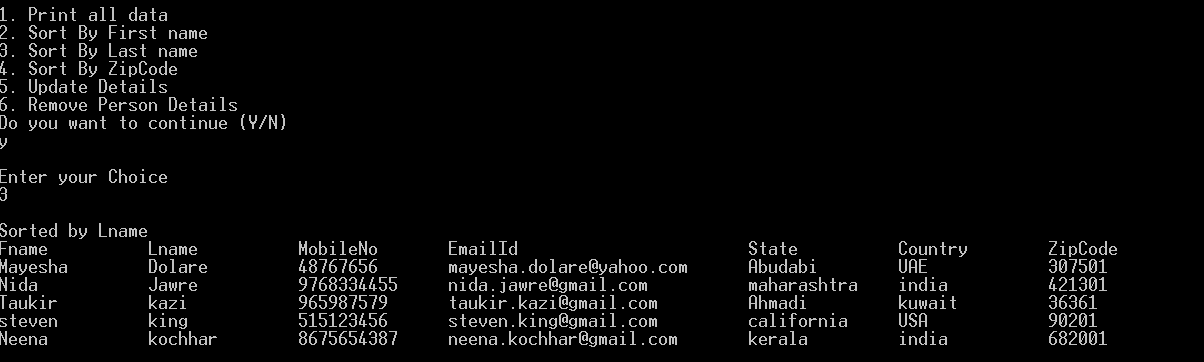 1. Print all data
2. Sort By First name
3. Sort By Last name
4. Sort By ZipCode
5. Update Details
6. Remove Person Details
Do you want to continue (Y/N)
y
Enter your Choice
3
Sorted by Lname
Fname Lname MobileNo EmailId State Country ZipCode
Mayesha Dolare 48767656 mayesha.dolare@yahoo.com Abudabi UAE 307501
Nida Jawre 9768334455 nida.jawre@gmail.com maharashtra india 421301
Taukir kazi 965987579 taukir.kazi@gmail.com Ahmadi kuwait 36361
steven king 515123456 steven.king@gmail.com california USA 90201
Neena kochhar 8675654387 neena.kochhar@gmail.com kerala india 682001